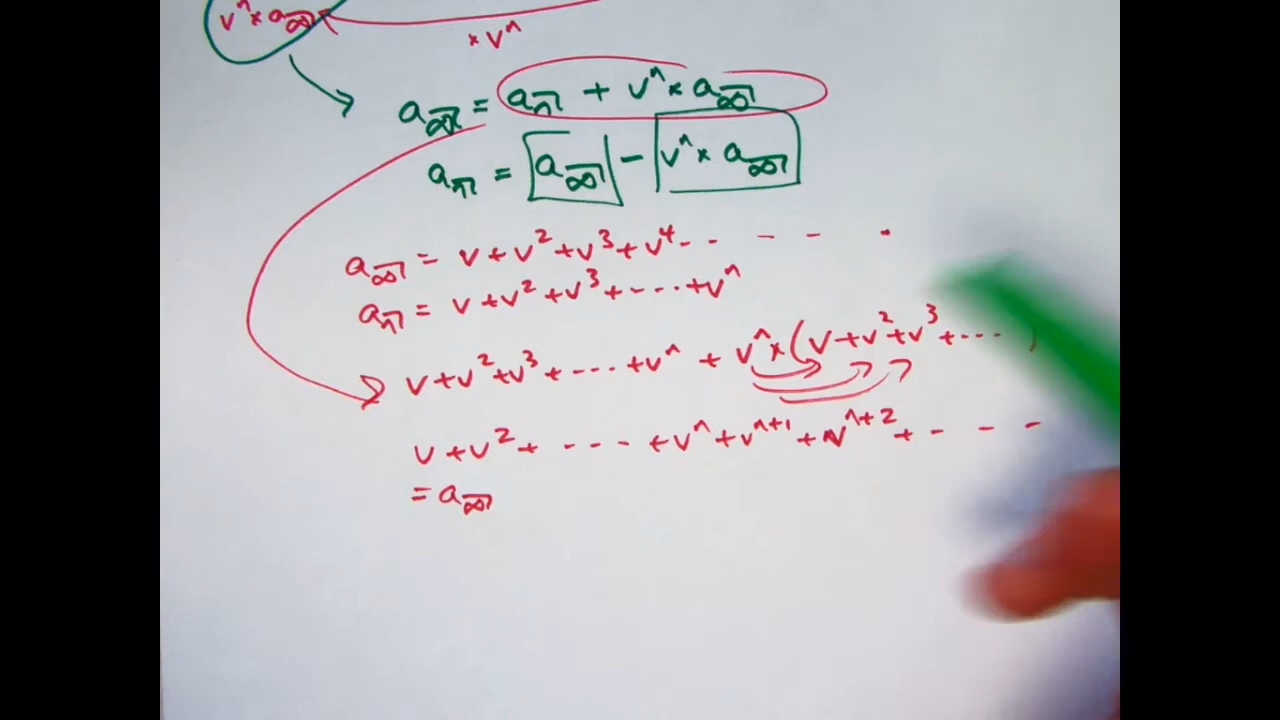 vⁿ × a∞̅|
× vⁿ
a∞̅| = an̅| + vⁿ × a∞̅|
an̅| = a∞̅| − vⁿ × a∞̅|
a∞̅| = v + v² + v³ + v⁴ - - - - - -
an̅| = v + v² + v³ + - - - + vⁿ
v + v² + v³ + - - - - + vⁿ + vⁿ × (v + v² + v³ + - - - )
v + v² + - - - - + vⁿ + vⁿ⁺¹ + vⁿ⁺² + - - -
= a∞̅|